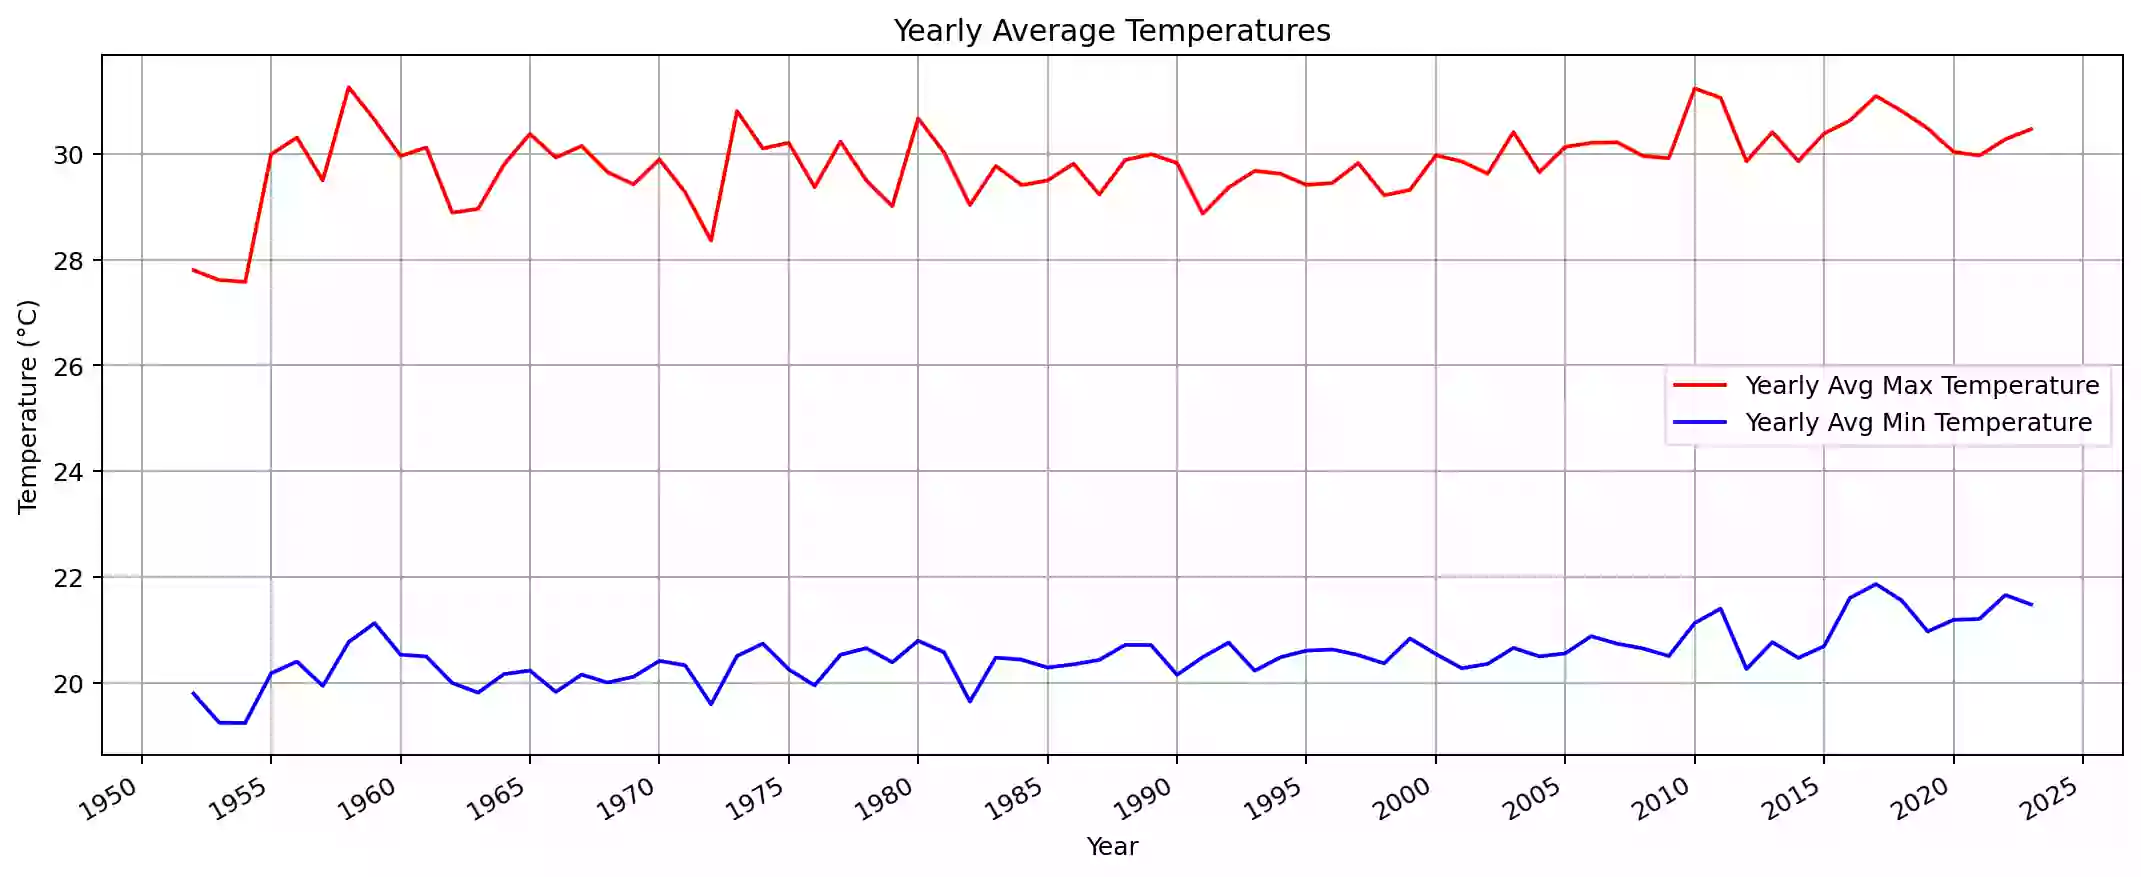 Yearly Average Temperatures
30
28
26
24
22
20
Temperature (°C)
Yearly Avg Max Temperature
Yearly Avg Min Temperature
1950 1955 1960 1965 1970 1975 1980 1985 1990 1995 2000 2005 2010 2015 2020 2025
Year